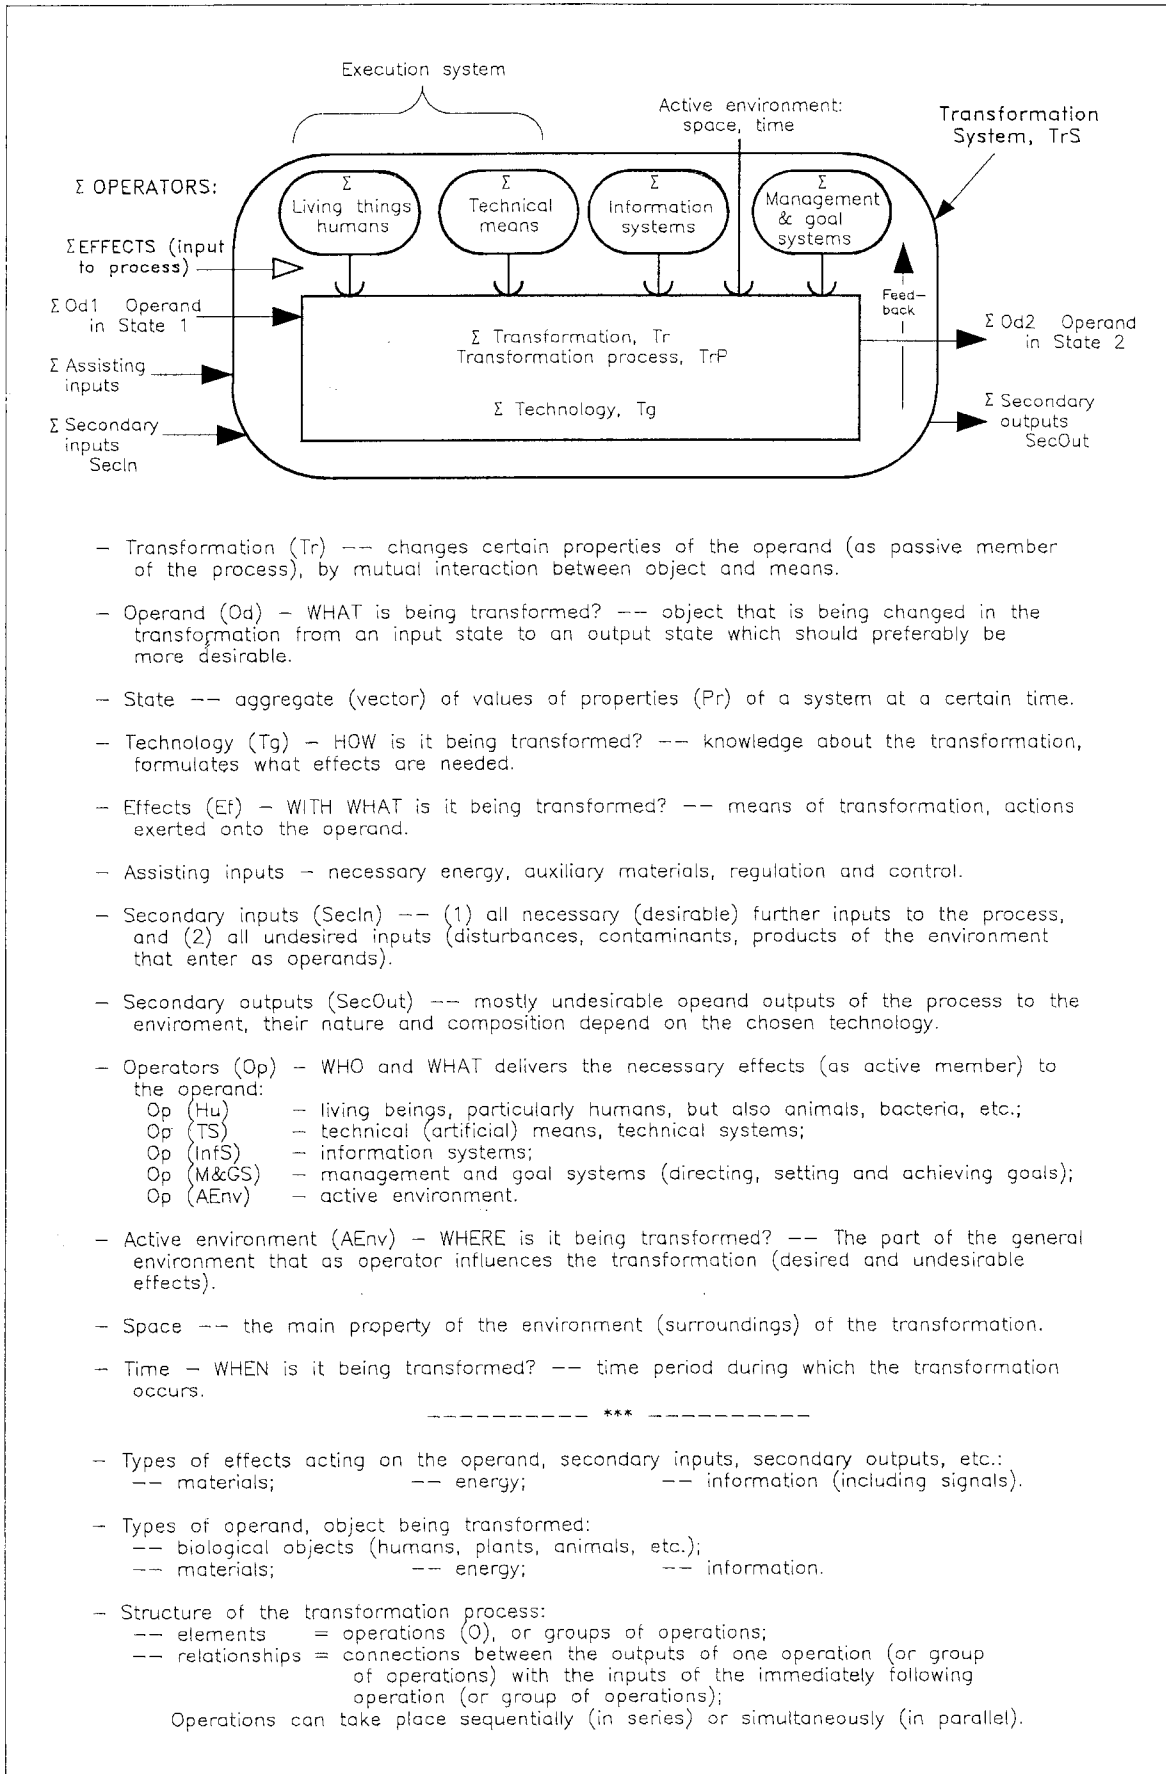 Execution system
Active environment:
space, time
Transformation
System, TrS
Σ OPERATORS:
Σ
Living things
humans
Σ
Technical
means
Σ
Information
systems
Σ
Management
& goal
systems
Σ EFFECTS (input
to process)
Σ Od1 Operand
in State 1
Σ Assisting
inputs
Σ Secondary
inputs
SecIn
Σ Transformation, Tr
Transformation process, TrP
Σ Technology, Tg
Feed-
back
Σ Od2 Operand
in State 2
Σ Secondary
outputs
SecOut
– Transformation (Tr) –– changes certain properties of the operand (as passive member
of the process), by mutual interaction between object and means.
– Operand (Od) – WHAT is being transformed? –– object that is being changed in the
transformation from an input state to an output state which should preferably be
more desirable.
– State –– aggregate (vector) of values of properties (Pr) of a system at a certain time.
– Technology (Tg) – HOW is it being transformed? –– knowledge about the transformation,
formulates what effects are needed.
– Effects (Ef) – WITH WHAT is it being transformed? –– means of transformation, actions
exerted onto the operand.
– Assisting inputs – necessary energy, auxiliary materials, regulation and control.
– Secondary inputs (SecIn) –– (1) all necessary (desirable) further inputs to the process,
and (2) all undesired inputs (disturbances, contaminants, products of the environment
that enter as operands).
– Secondary outputs (SecOut) –– mostly undesirable opeand outputs of the process to the
enviroment, their nature and composition depend on the chosen technology.
– Operators (Op) – WHO and WHAT delivers the necessary effects (as active member) to
the operand:
Op (Hu) – living beings, particularly humans, but also animals, bacteria, etc.;
Op (TS) – technical (artificial) means, technical systems;
Op (InfS) – information systems;
Op (M&GS) – management and goal systems (directing, setting and achieving goals);
Op (AEnv) – active environment.
– Active environment (AEnv) – WHERE is it being transformed? –– The part of the general
environment that as operator influences the transformation (desired and undesirable
effects).
– Space –– the main property of the environment (surroundings) of the transformation.
– Time – WHEN is it being transformed? –– time period during which the transformation
occurs.
–––––––––– *** ––––––––––
– Types of effects acting on the operand, secondary inputs, secondary outputs, etc.:
–– materials; –– energy; –– information (including signals).
– Types of operand, object being transformed:
–– biological objects (humans, plants, animals, etc.);
–– materials; –– energy; –– information.
– Structure of the transformation process:
–– elements = operations (O), or groups of operations;
–– relationships = connections between the outputs of one operation (or group
of operations) with the inputs of the immediately following
operation (or group of operations);
Operations can take place sequentially (in series) or simultaneously (in parallel).